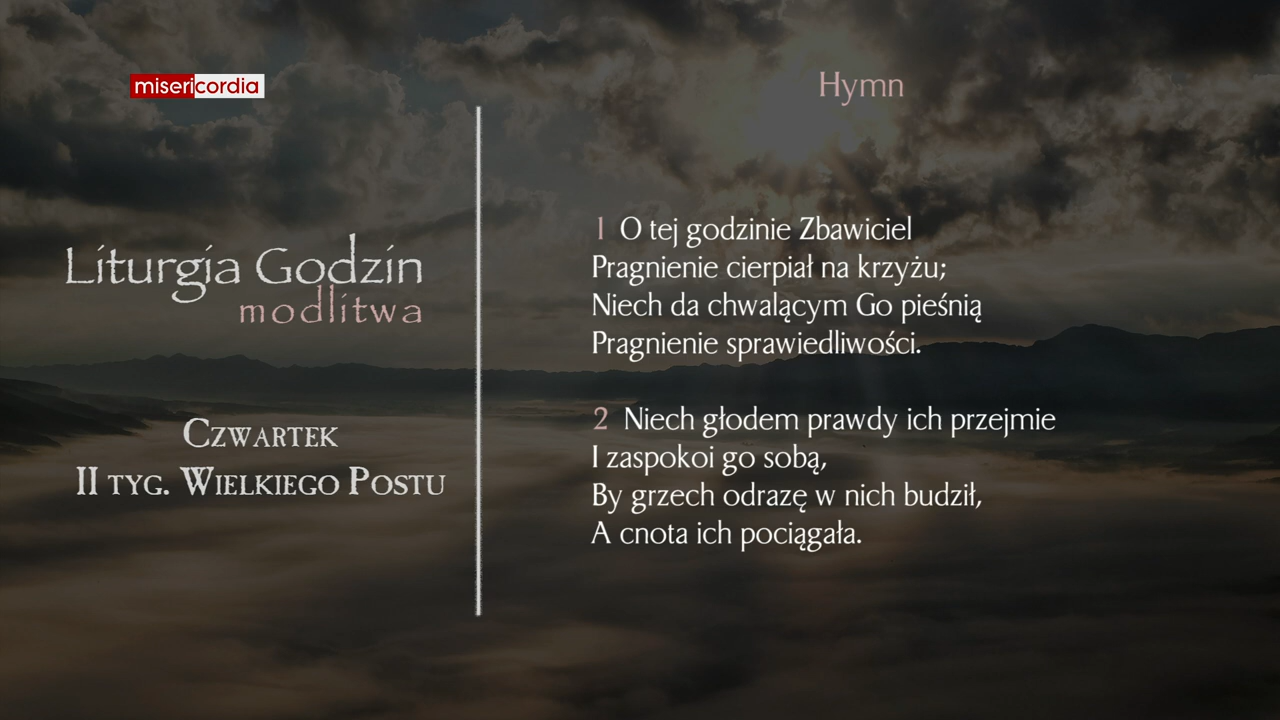 misericordia
Liturgia Godzin
modlitwa
Czwartek
II tyg. Wielkiego Postu
Hymn
1 O tej godzinie Zbawiciel
Pragnienie cierpiał na krzyżu;
Niech da chwalącym Go pieśnią
Pragnienie sprawiedliwości.
2 Niech głodem prawdy ich przejmie
I zaspokoi go sobą,
By grzech odrazę w nich budził,
A cnota ich pociągała.